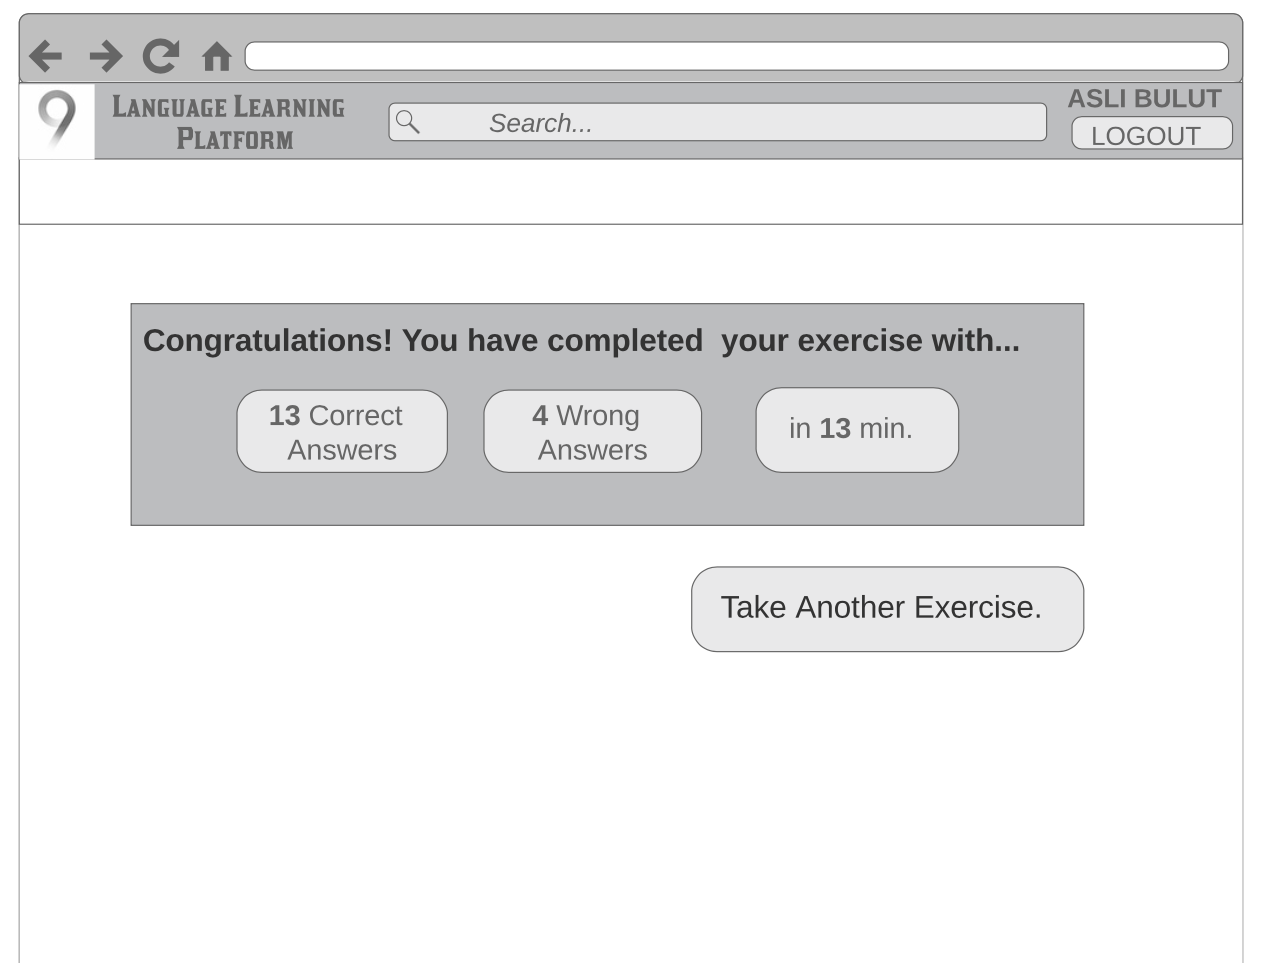 Language Learning
Platform
9
Search...
ASLI BULUT
LOGOUT
Congratulations! You have completed  your exercise with...
13 Correct
Answers
4 Wrong
Answers
in 13 min.
Take Another Exercise.